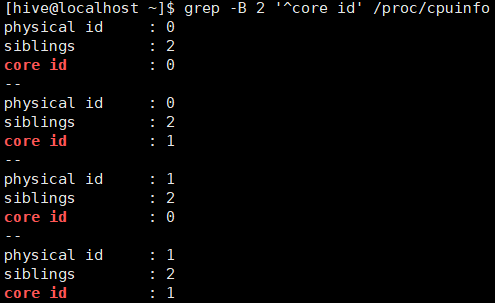 [hive@localhost ~]$ grep -B 2 '^core id' /proc/cpuinfo
physical id     : 0
siblings        : 2
core id         : 0
--
physical id     : 0
siblings        : 2
core id         : 1
--
physical id     : 1
siblings        : 2
core id         : 0
--
physical id     : 1
siblings        : 2
core id         : 1